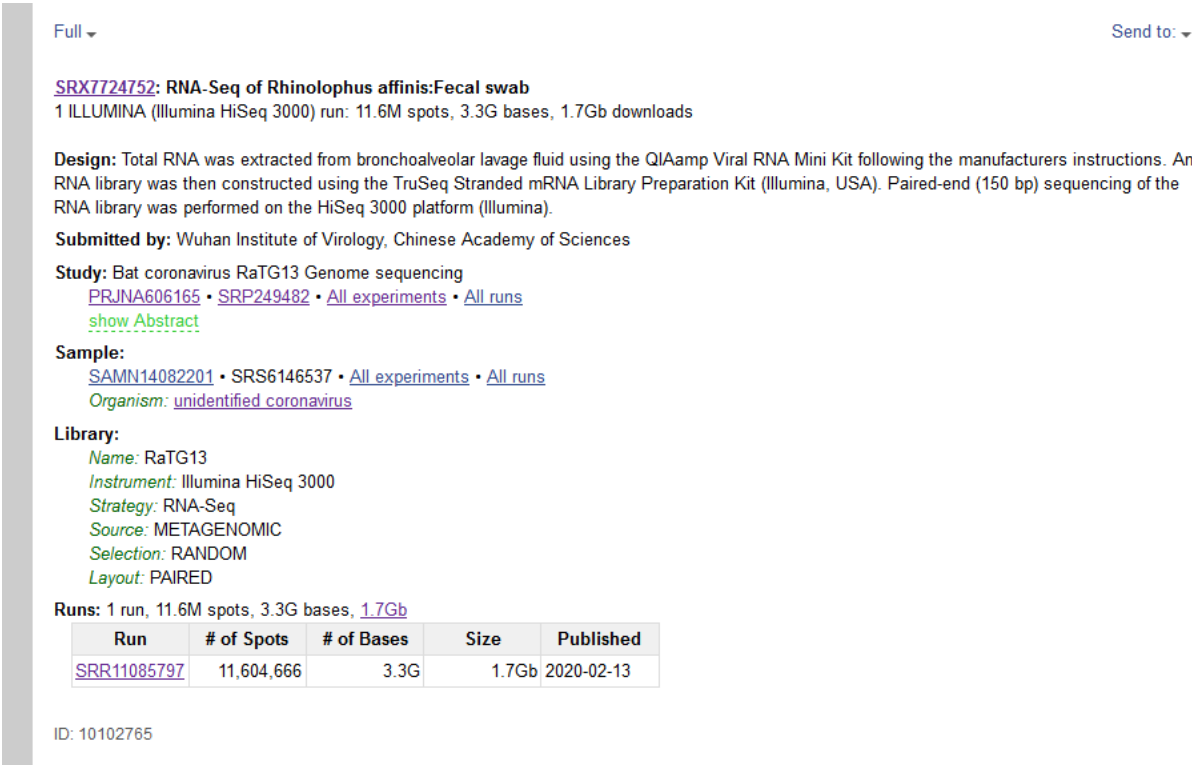 Full
Send to:
SRX7724752: RNA-Seq of Rhinolophus affinis:Fecal swab
1 ILLUMINA (Illumina HiSeq 3000) run: 11.6M spots, 3.3G bases, 1.7Gb downloads
Design: Total RNA was extracted from bronchoalveolar lavage fluid using the QIAamp Viral RNA Mini Kit following the manufacturers instructions. An
RNA library was then constructed using the TruSeq Stranded mRNA Library Preparation Kit (Illumina, USA). Paired-end (150 bp) sequencing of the
RNA library was performed on the HiSeq 3000 platform (Illumina).
Submitted by: Wuhan Institute of Virology, Chinese Academy of Sciences
Study: Bat coronavirus RaTG13 Genome sequencing
PRJNA606165 • SRP249482 • All experiments • All runs
show Abstract
Sample:
SAMN14082201 • SRS6146537 • All experiments • All runs
Organism: unidentified coronavirus
Library:
Name: RaTG13
Instrument: Illumina HiSeq 3000
Strategy: RNA-Seq
Source: METAGENOMIC
Selection: RANDOM
Layout: PAIRED
Runs: 1 run, 11.6M spots, 3.3G bases, 1.7Gb
Run # of Spots # of Bases Size Published
SRR11085797 11,604,666 3.3G 1.7Gb 2020-02-13
ID: 10102765